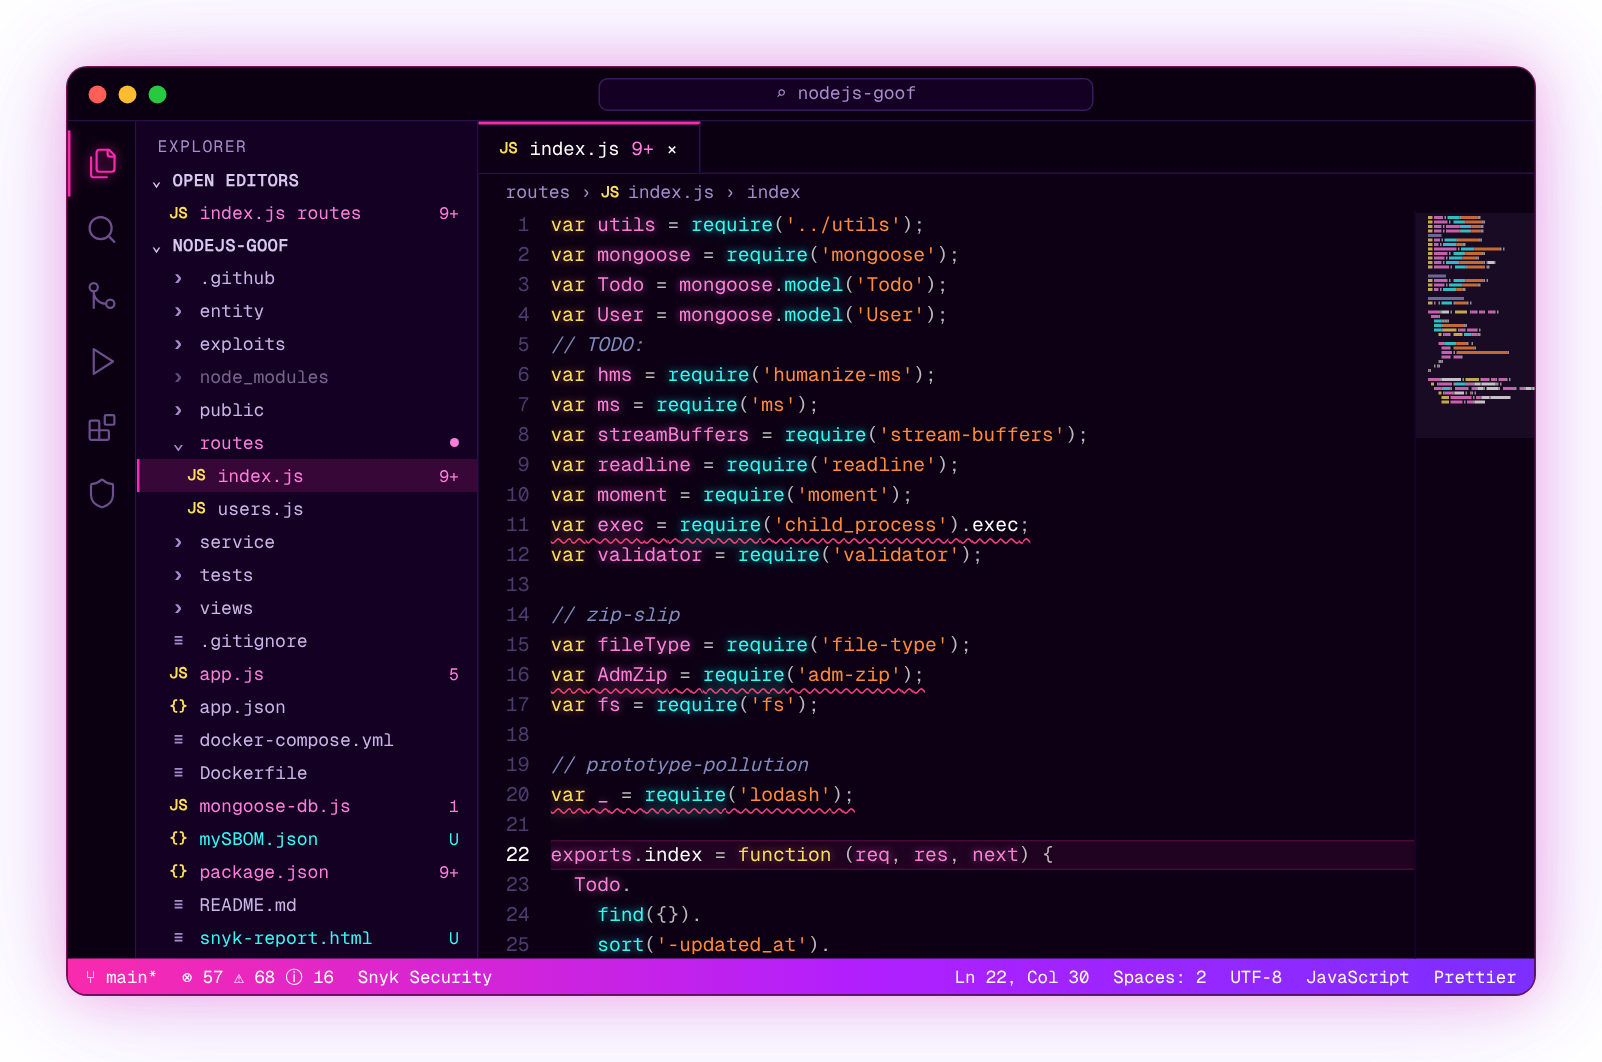 nodejs-goof
EXPLORER
OPEN EDITORS
JS index.js routes 9+
NODEJS-GOOF
.github
entity
exploits
node_modules
public
routes
JS index.js 9+
JS users.js
service
tests
views
.gitignore
JS app.js 5
{} app.json
docker-compose.yml
Dockerfile
JS mongoose-db.js 1
{} mySBOM.json U
{} package.json 9+
README.md
snyk-report.html U
JS index.js 9+ ×
routes › JS index.js › index
1 var utils = require('../utils');
2 var mongoose = require('mongoose');
3 var Todo = mongoose.model('Todo');
4 var User = mongoose.model('User');
5 // TODO:
6 var hms = require('humanize-ms');
7 var ms = require('ms');
8 var streamBuffers = require('stream-buffers');
9 var readline = require('readline');
10 var moment = require('moment');
11 var exec = require('child_process').exec;
12 var validator = require('validator');
13
14 // zip-slip
15 var fileType = require('file-type');
16 var AdmZip = require('adm-zip');
17 var fs = require('fs');
18
19 // prototype-pollution
20 var _ = require('lodash');
21
22 exports.index = function (req, res, next) {
23 Todo.
24 find({}).
25 sort('-updated_at').
main* ⊗ 57 ⚠ 68 ⓘ 16 Snyk Security Ln 22, Col 30 Spaces: 2 UTF-8 JavaScript Prettier